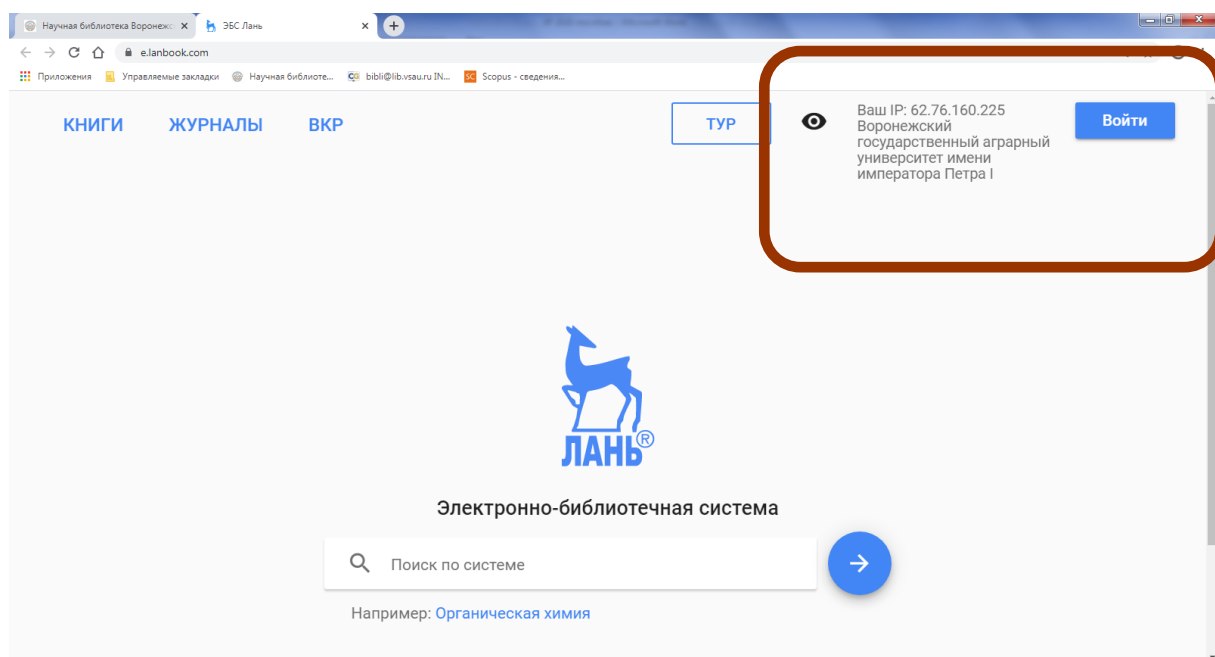 Научная библиотека Воронежс
ЭБС Лань
e.lanbook.com
Приложения
Управляемые закладки
Научная библиоте...
bibli@lib.vsau.ru IN...
Scopus - сведения...
КНИГИ
ЖУРНАЛЫ
ВКР
ТУР
Ваш IP: 62.76.160.225
Воронежский
государственный аграрный
университет имени
императора Петра I
Войти
ЛАНЬ®
Электронно-библиотечная система
Поиск по системе
Например: Органическая химия